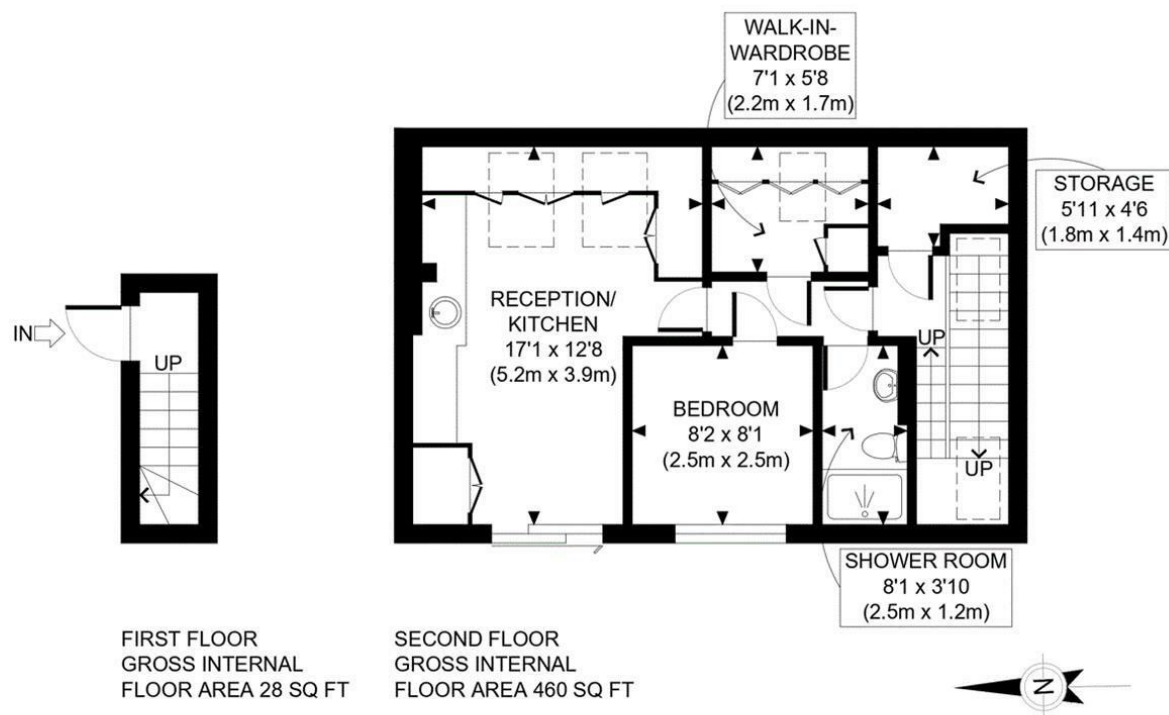 WALK-IN-
WARDROBE
7'1 x 5'8
(2.2m x 1.7m)
STORAGE
5'11 x 4'6
(1.8m x 1.4m)
IN
UP
RECEPTION/
KITCHEN
17'1 x 12'8
(5.2m x 3.9m)
BEDROOM
8'2 x 8'1
(2.5m x 2.5m)
UP
UP
SHOWER ROOM
8'1 x 3'10
(2.5m x 1.2m)
FIRST FLOOR
GROSS INTERNAL
FLOOR AREA 28 SQ FT
SECOND FLOOR
GROSS INTERNAL
FLOOR AREA 460 SQ FT
N